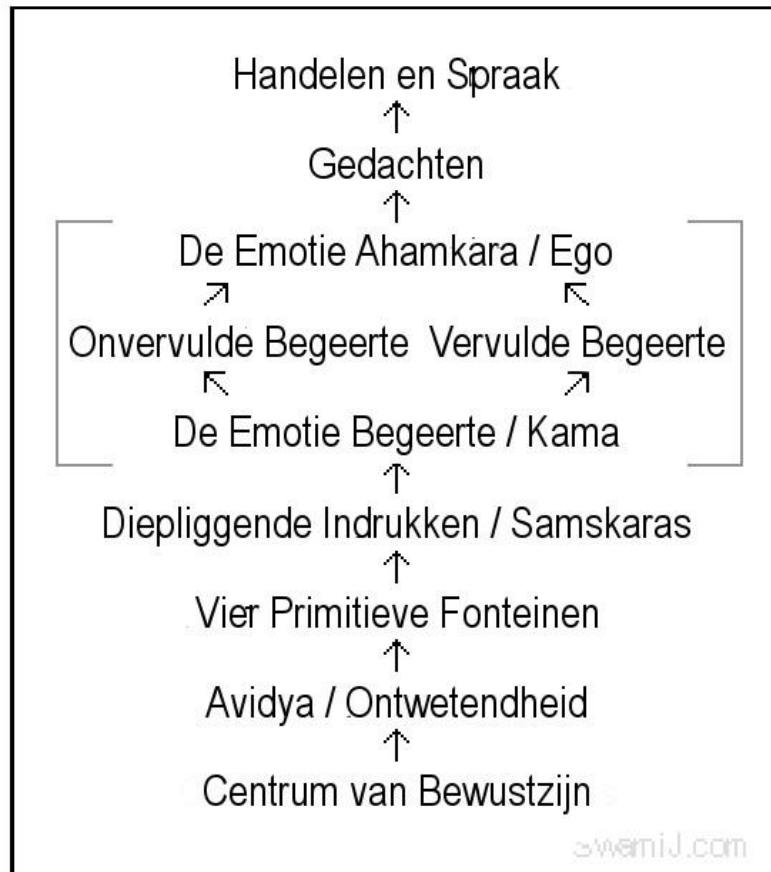 Handelen en Spraak
Gedachten
De Emotie Ahamkara / Ego
Onvervulde Begeerte Vervulde Begeerte
De Emotie Begeerte / Kama
Diepliggende Indrukken / Samskaras
Vier Primitieve Fonteinen
Avidya / Ontwetendheid
Centrum van Bewustzijn
swamiJ.com